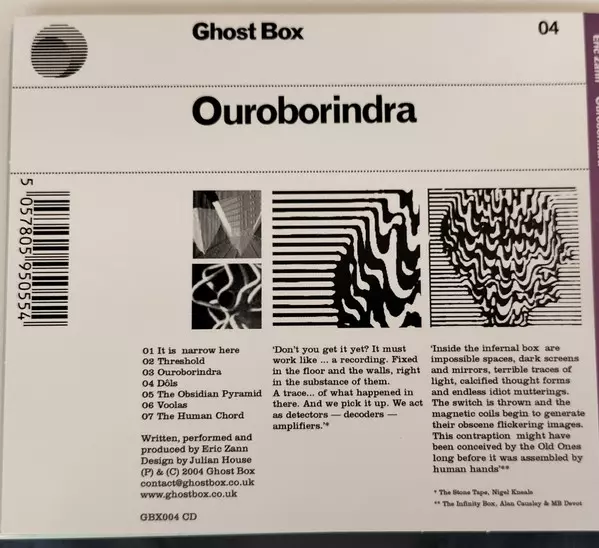 Ghost Box
04
Ouroborindra
5 057805 950554
01 It is narrow here
02 Threshold
03 Ouroborindra
04 Dôls
05 The Obsidian Pyramid
06 Voolas
07 The Human Chord
Written, performed and
produced by Eric Zann
Design by Julian House
(P) & (C) 2004 Ghost Box
contact@ghostbox.co.uk
www.ghostbox.co.uk
GBX004 CD
'Don't you get it yet? It must
work like ... a recording. Fixed
in the floor and the walls, right
in the substance of them.
A trace... of what happened in
there. And we pick it up. We act
as detectors — decoders —
amplifiers.'*
'Inside the infernal box are
impossible spaces, dark screens
and mirrors, terrible traces of
light, calcified thought forms
and endless idiot mutterings.
The switch is thrown and the
magnetic coils begin to generate
their obscene flickering images.
This contraption might have
been conceived by the Old Ones
long before it was assembled by
human hands'**
* The Stone Tape, Nigel Kneale
** The Infinity Box, Alan Causley & MB Devot
Eric Zann